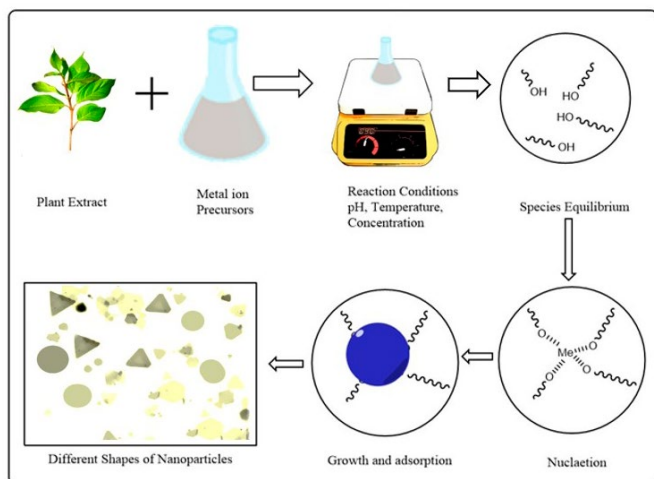 Plant Extract
Metal ion
Precursors
Reaction Conditions
pH, Temperature,
Concentration
OH
HO
HO
OH
Species Equilibrium
O
O
Me
O
O
Nuclaetion
Growth and adsorption
Different Shapes of Nanoparticles